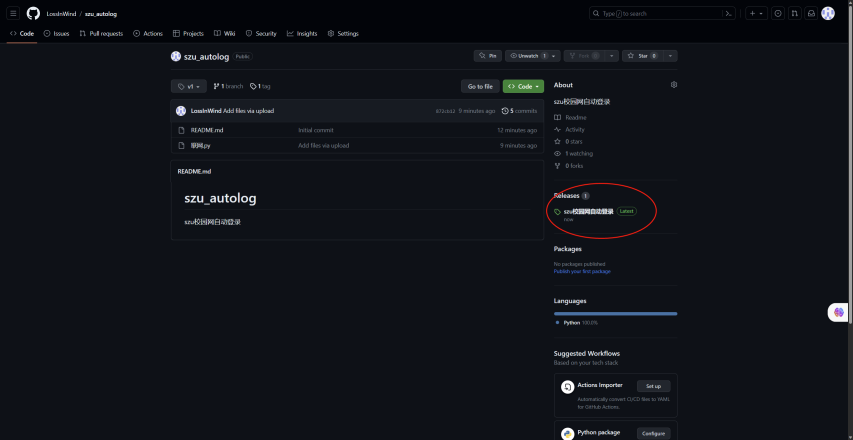 LossInWind / szu_autolog
Type / to search
Code Issues Pull requests Actions Projects Wiki Security Insights Settings
szu_autolog Public
Pin Unwatch 1 Fork 0 Star 0
v1 1 branch 1 tag Go to file Code
LossInWind Add files via upload 9 minutes ago 5 commits
README.md Initial commit 12 minutes ago
联网.py Add files via upload 9 minutes ago
README.md
szu_autolog
szu校园网自动登录
About
szu校园网自动登录
Readme
Activity
0 stars
1 watching
0 forks
Releases 1
szu校园网自动登录 Latest
now
Packages
No packages published
Publish your first package
Languages
Python 100.0%
Suggested Workflows
Based on your tech stack
Actions Importer Set up
Automatically convert CI/CD files to YAML
for GitHub Actions.
Python package Configure